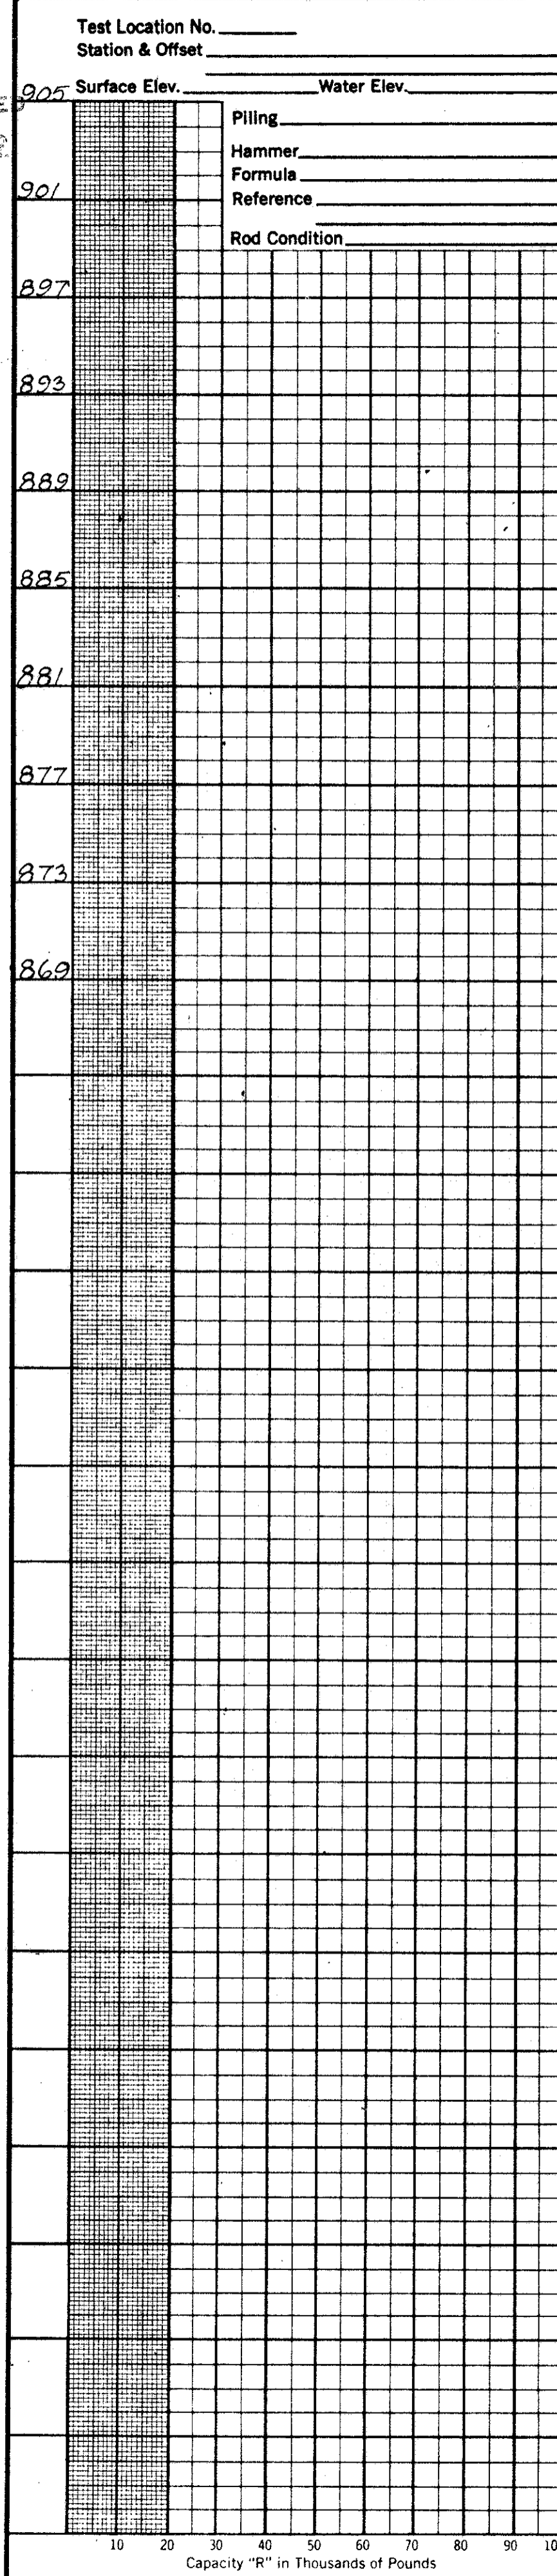 Test Location No.
Station & Offset
Surface Elev. Water Elev.
905
Piling
Hammer
Formula
901
Reference
Rod Condition
897
893
889
885
881
877
873
869
10 20 30 40 50 60 70 80 90
Capacity "R" in Thousands of Pounds